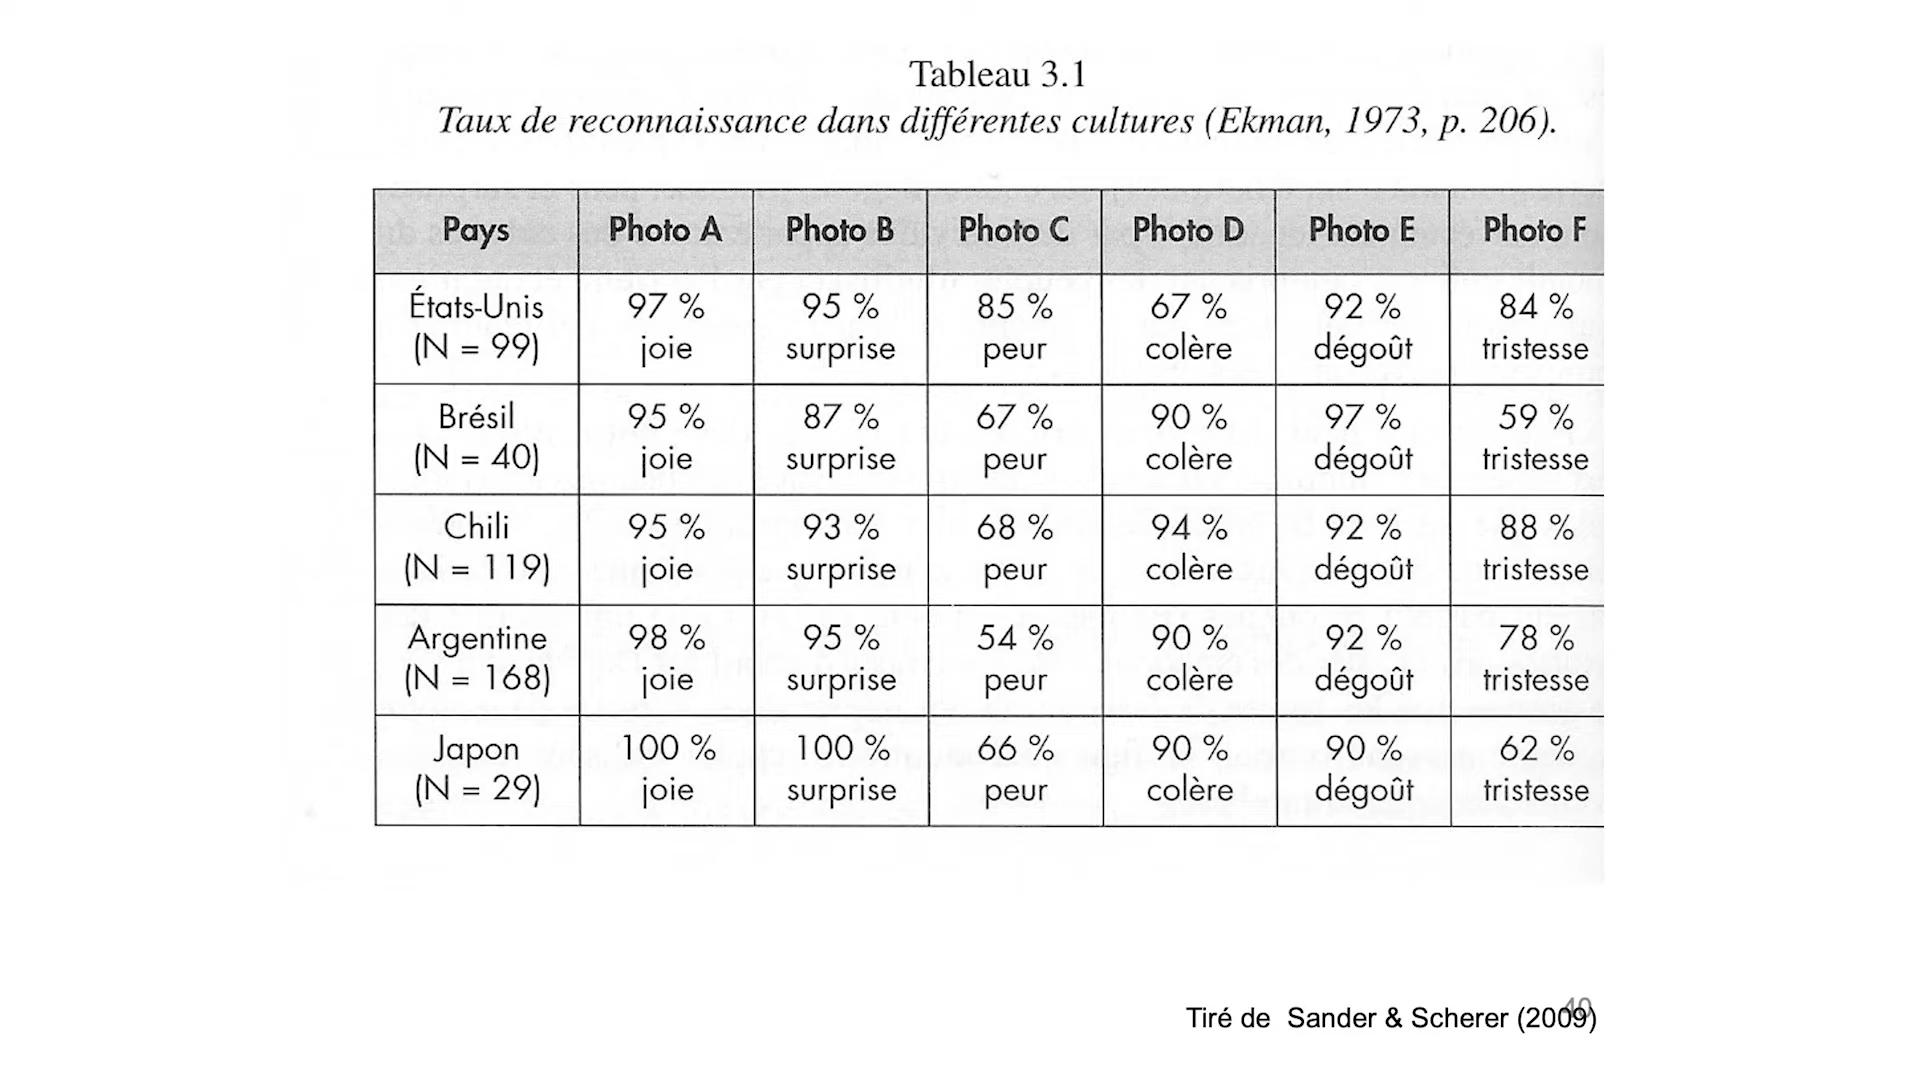 Tableau 3.1
Taux de reconnaissance dans différentes cultures (Ekman, 1973, p. 206).
Pays Photo A Photo B Photo C Photo D Photo E Photo F
États-Unis 97 % 95 % 85 % 67 % 92 % 84 %
(N = 99) joie surprise peur colère dégoût tristesse
Brésil 95 % 87 % 67 % 90 % 97 % 59 %
(N = 40) joie surprise peur colère dégoût tristesse
Chili 95 % 93 % 68 % 94 % 92 % 88 %
(N = 119) joie surprise peur colère dégoût tristesse
Argentine 98 % 95 % 54 % 90 % 92 % 78 %
(N = 168) joie surprise peur colère dégoût tristesse
Japon 100 % 100 % 66 % 90 % 90 % 62 %
(N = 29) joie surprise peur colère dégoût tristesse
40
Tiré de Sander & Scherer (2009)